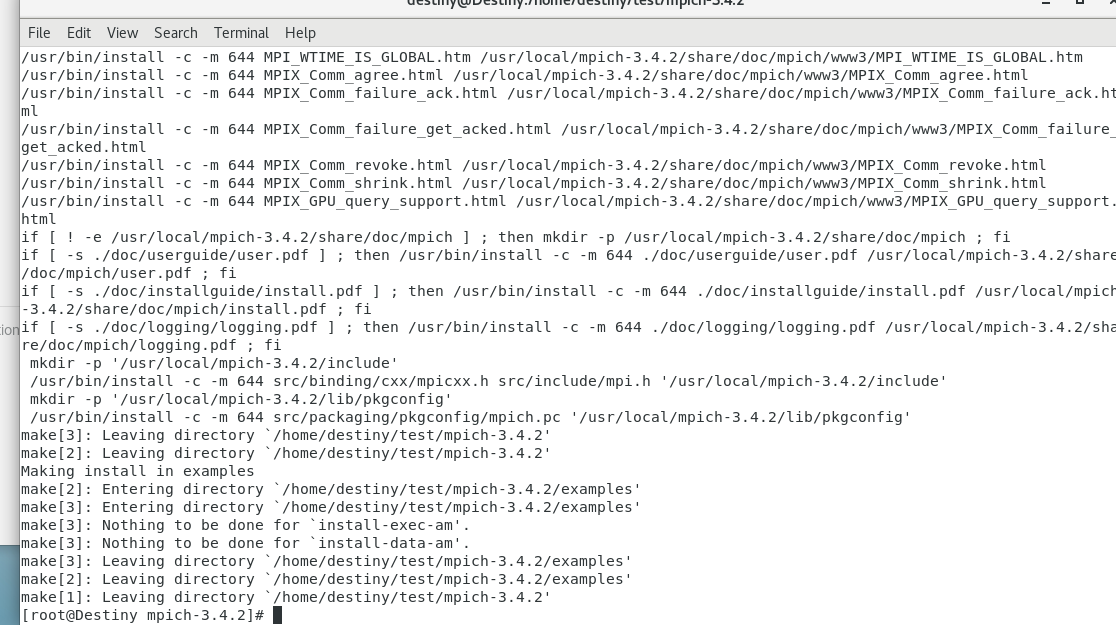 destiny@Destiny:/home/destiny/test/mpich-3.4.2
File Edit View Search Terminal Help
/usr/bin/install -c -m 644 MPI_WTIME_IS_GLOBAL.htm /usr/local/mpich-3.4.2/share/doc/mpich/www3/MPI_WTIME_IS_GLOBAL.htm
/usr/bin/install -c -m 644 MPIX_Comm_agree.html /usr/local/mpich-3.4.2/share/doc/mpich/www3/MPIX_Comm_agree.html
/usr/bin/install -c -m 644 MPIX_Comm_failure_ack.html /usr/local/mpich-3.4.2/share/doc/mpich/www3/MPIX_Comm_failure_ack.ht
ml
/usr/bin/install -c -m 644 MPIX_Comm_failure_get_acked.html /usr/local/mpich-3.4.2/share/doc/mpich/www3/MPIX_Comm_failure_
get_acked.html
/usr/bin/install -c -m 644 MPIX_Comm_revoke.html /usr/local/mpich-3.4.2/share/doc/mpich/www3/MPIX_Comm_revoke.html
/usr/bin/install -c -m 644 MPIX_Comm_shrink.html /usr/local/mpich-3.4.2/share/doc/mpich/www3/MPIX_Comm_shrink.html
/usr/bin/install -c -m 644 MPIX_GPU_query_support.html /usr/local/mpich-3.4.2/share/doc/mpich/www3/MPIX_GPU_query_support.
html
if [ ! -e /usr/local/mpich-3.4.2/share/doc/mpich ] ; then mkdir -p /usr/local/mpich-3.4.2/share/doc/mpich ; fi
if [ -s ./doc/userguide/user.pdf ] ; then /usr/bin/install -c -m 644 ./doc/userguide/user.pdf /usr/local/mpich-3.4.2/share
/doc/mpich/user.pdf ; fi
if [ -s ./doc/installguide/install.pdf ] ; then /usr/bin/install -c -m 644 ./doc/installguide/install.pdf /usr/local/mpich
-3.4.2/share/doc/mpich/install.pdf ; fi
if [ -s ./doc/logging/logging.pdf ] ; then /usr/bin/install -c -m 644 ./doc/logging/logging.pdf /usr/local/mpich-3.4.2/sha
re/doc/mpich/logging.pdf ; fi
 mkdir -p '/usr/local/mpich-3.4.2/include'
 /usr/bin/install -c -m 644 src/binding/cxx/mpicxx.h src/include/mpi.h '/usr/local/mpich-3.4.2/include'
 mkdir -p '/usr/local/mpich-3.4.2/lib/pkgconfig'
 /usr/bin/install -c -m 644 src/packaging/pkgconfig/mpich.pc '/usr/local/mpich-3.4.2/lib/pkgconfig'
make[3]: Leaving directory `/home/destiny/test/mpich-3.4.2'
make[2]: Leaving directory `/home/destiny/test/mpich-3.4.2'
Making install in examples
make[2]: Entering directory `/home/destiny/test/mpich-3.4.2/examples'
make[3]: Entering directory `/home/destiny/test/mpich-3.4.2/examples'
make[3]: Nothing to be done for `install-exec-am'.
make[3]: Nothing to be done for `install-data-am'.
make[3]: Leaving directory `/home/destiny/test/mpich-3.4.2/examples'
make[2]: Leaving directory `/home/destiny/test/mpich-3.4.2/examples'
make[1]: Leaving directory `/home/destiny/test/mpich-3.4.2'
[root@Destiny mpich-3.4.2]#